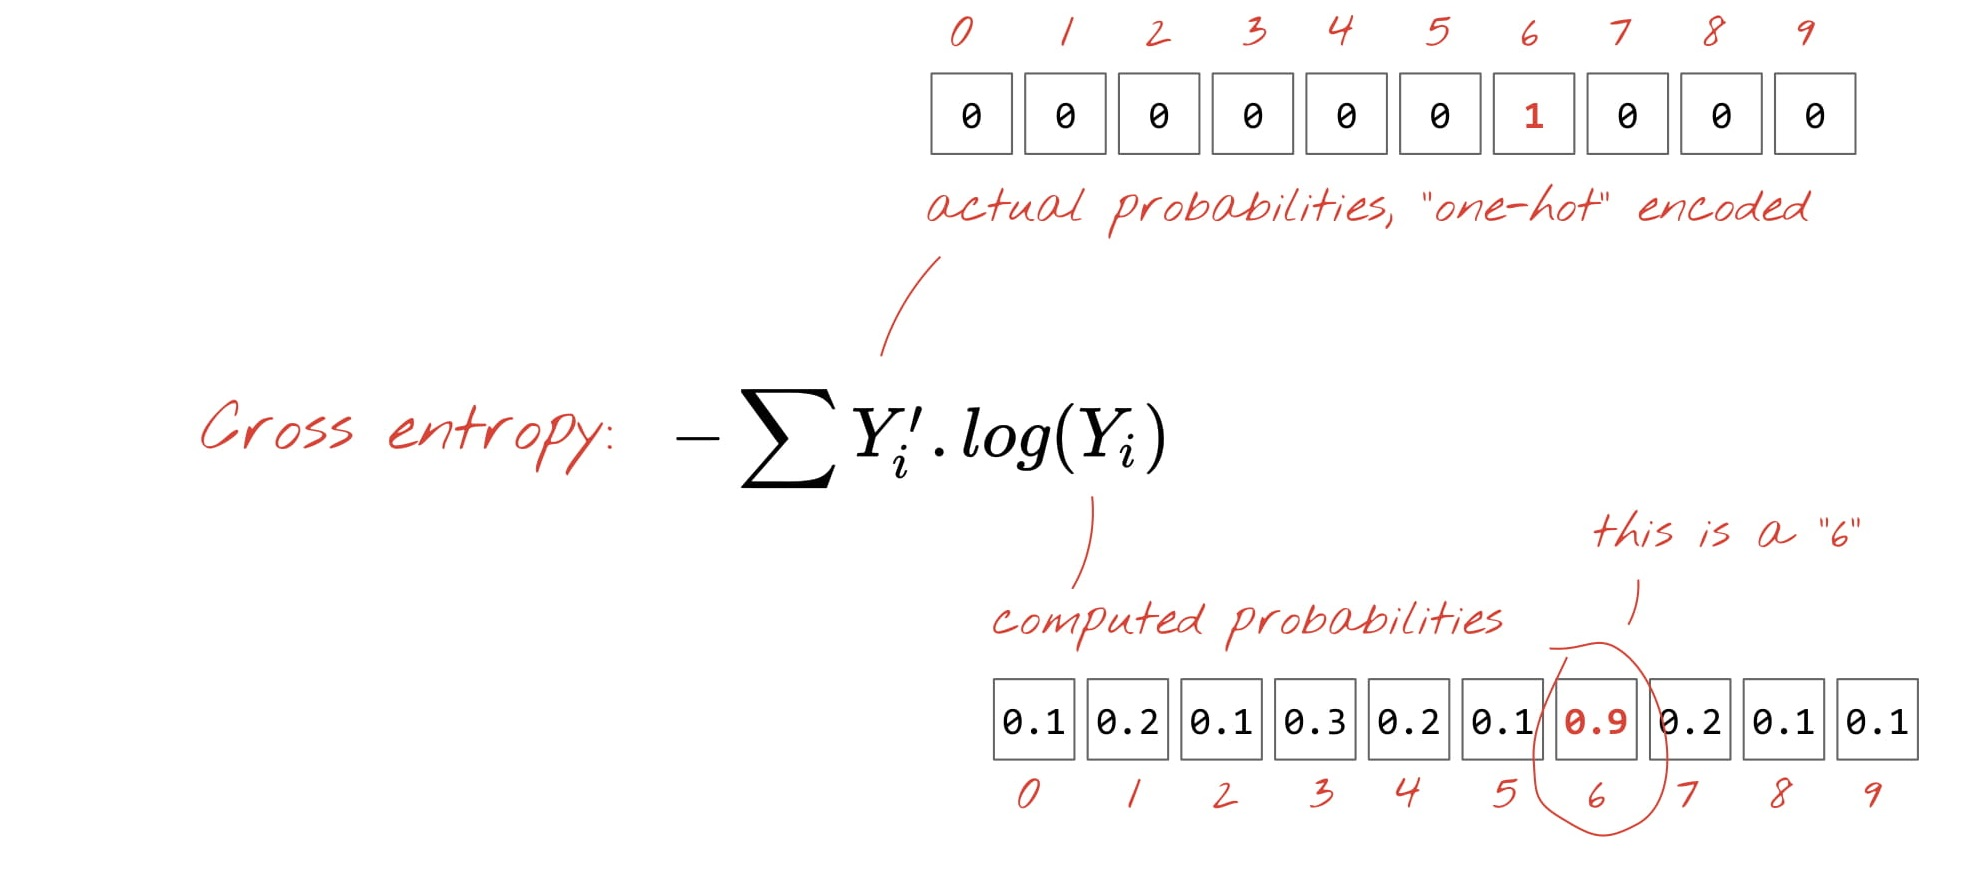 0 1 2 3 4 5 6 7 8 9
0 0 0 0 0 0 1 0 0 0
actual probabilities, "one-hot" encoded
Cross entropy: −∑Y′ᵢ.log(Yᵢ)
this is a "6"
computed probabilities
0.1 0.2 0.1 0.3 0.2 0.1 0.9 0.2 0.1 0.1
0 1 2 3 4 5 6 7 8 9